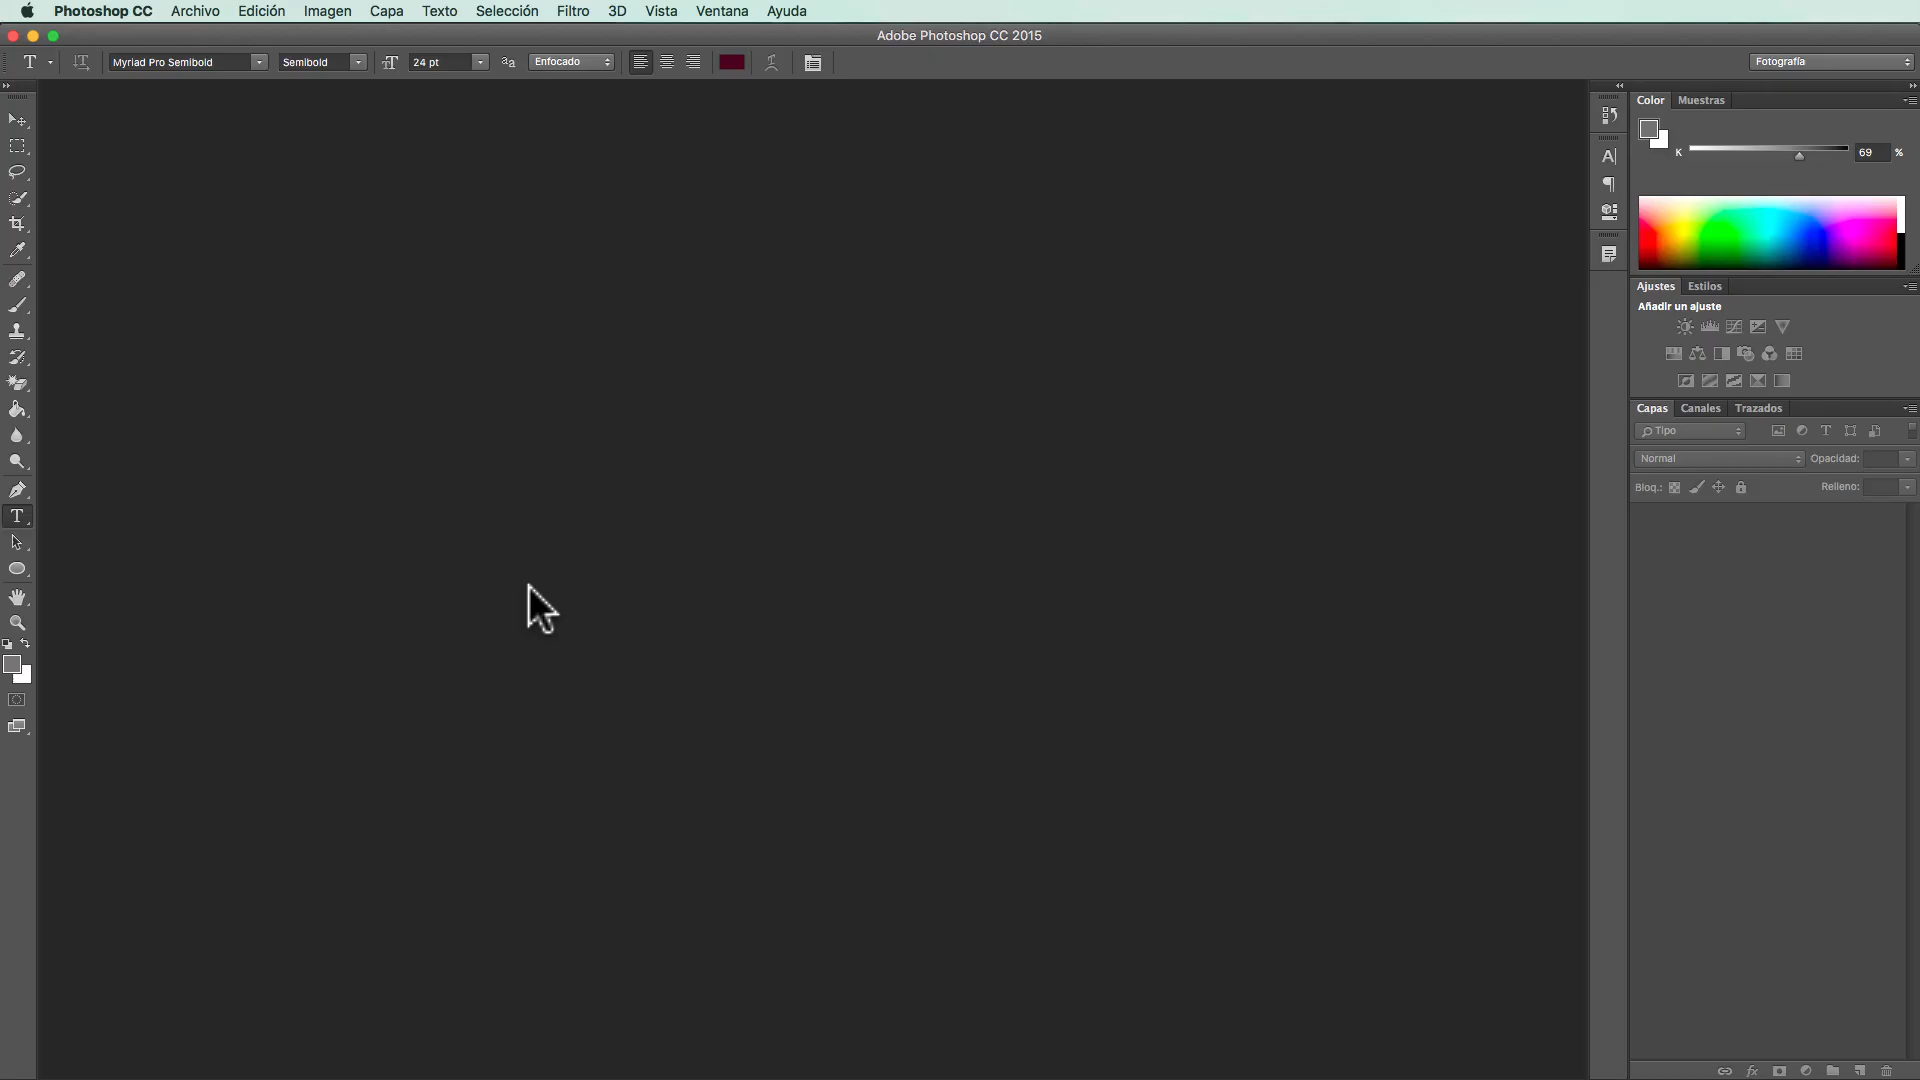 Photoshop CC Archivo Edición Imagen Capa Texto Selección Filtro 3D Vista Ventana Ayuda
Adobe Photoshop CC 2015
T Myriad Pro Semibold Semibold 24 pt aa Enfocado Fotografía
Color Muestras
K 69 %
Ajustes Estilos
Añadir un ajuste
Capas Canales Trazados
Tipo
Normal Opacidad:
Bloq.: Relleno: